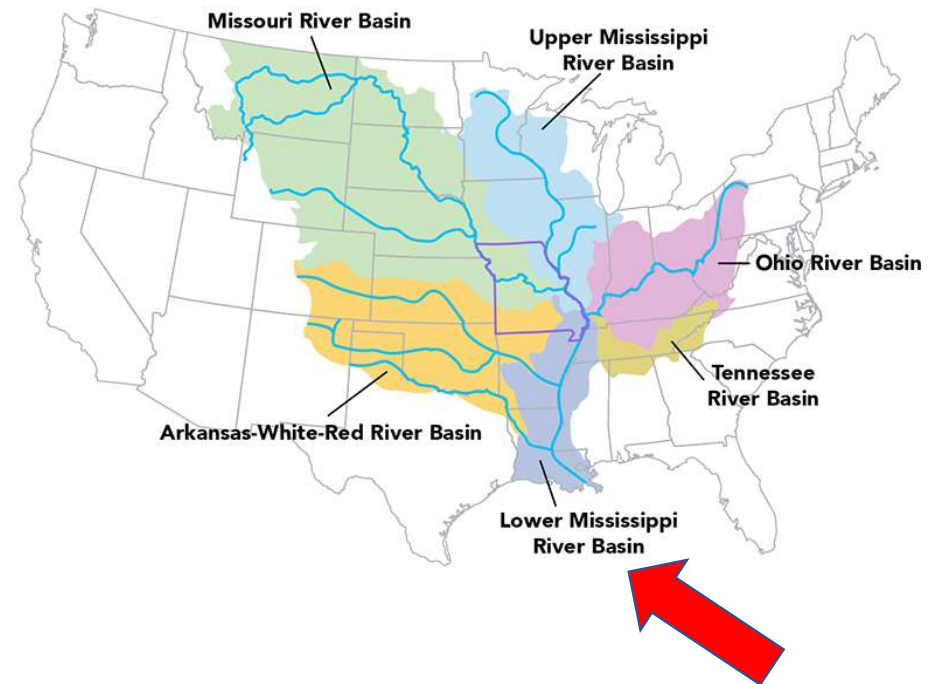 Missouri River Basin
Upper Mississippi
River Basin
Ohio River Basin
Tennessee
River Basin
Arkansas-White-Red River Basin
Lower Mississippi
River Basin